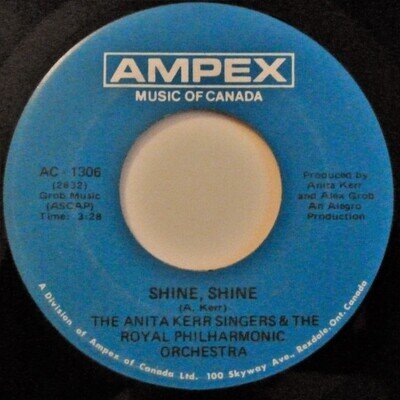 AMPEX
MUSIC OF CANADA
AC - 1306
(2632)
Grob Music
(ASCAP)
Time: 3:28
Produced by
Anita Kerr
and Alex Grob
An Alegro
Production
SHINE, SHINE
(A. Kerr)
THE ANITA KERR SINGERS & THE
ROYAL PHILHARMONIC
ORCHESTRA
A Division of Ampex of Canada Ltd. 100 Skyway Ave., Rexdale, Ont. Canada